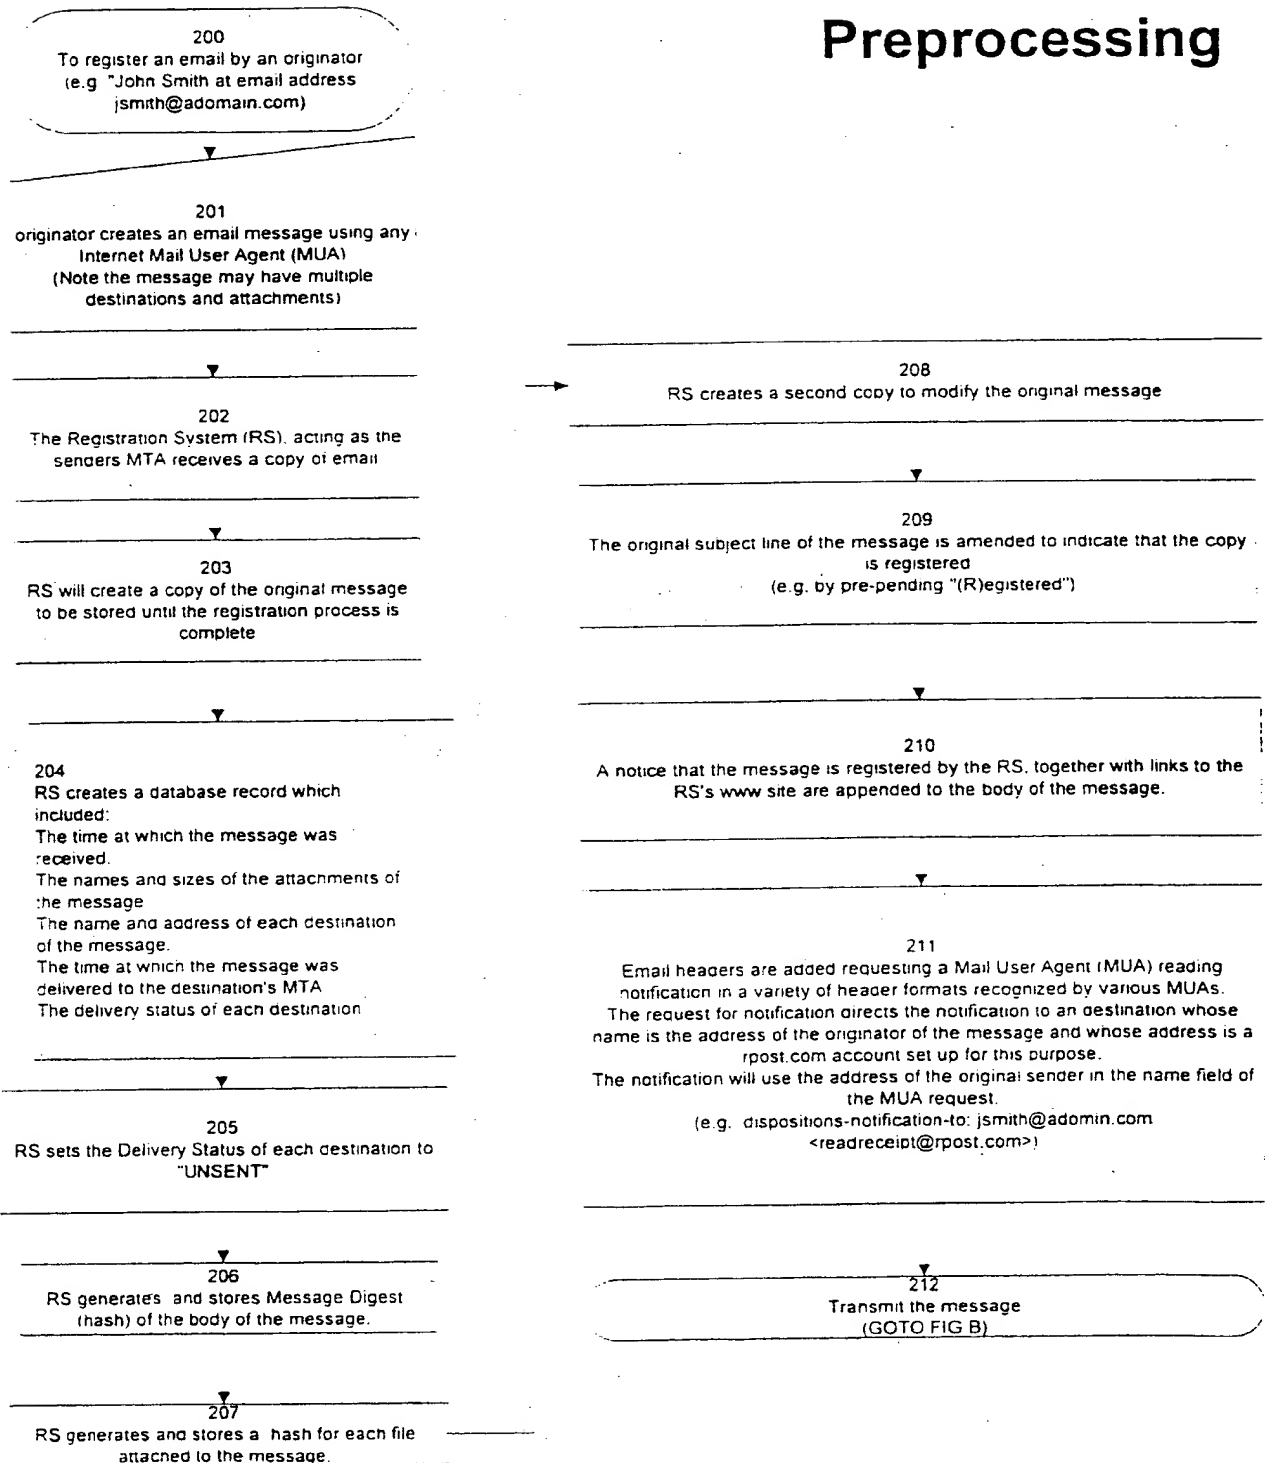 Preprocessing
200
To register an email by an originator
(e.g "John Smith at email address
jsmith@adomain.com)
201
originator creates an email message using any
Internet Mail User Agent (MUA)
(Note the message may have multiple
destinations and attachments)
202
The Registration System (RS), acting as the
senders MTA receives a copy of email
203
RS will create a copy of the original message
to be stored until the registration process is
complete
204
RS creates a database record which
included:
The time at which the message was
received.
The names and sizes of the attachments of
the message
The name and address of each destination
of the message.
The time at which the message was
delivered to the destination's MTA
The delivery status of each destination
205
RS sets the Delivery Status of each destination to
"UNSENT"
206
RS generates and stores Message Digest
(hash) of the body of the message.
207
RS generates and stores a hash for each file
attached to the message.
208
RS creates a second copy to modify the original message
209
The original subject line of the message is amended to indicate that the copy
is registered
(e.g. by pre-pending "(R)egistered")
210
A notice that the message is registered by the RS, together with links to the
RS's www site are appended to the body of the message.
211
Email headers are added requesting a Mail User Agent (MUA) reading
notification in a variety of header formats recognized by various MUAs.
The request for notification directs the notification to an destination whose
name is the address of the originator of the message and whose address is a
rpost.com account set up for this purpose.
The notification will use the address of the original sender in the name field of
the MUA request.
(e.g. dispositions-notification-to: jsmith@adomin.com
<readreceipt@rpost.com>)
212
Transmit the message
(GOTO FIG B)